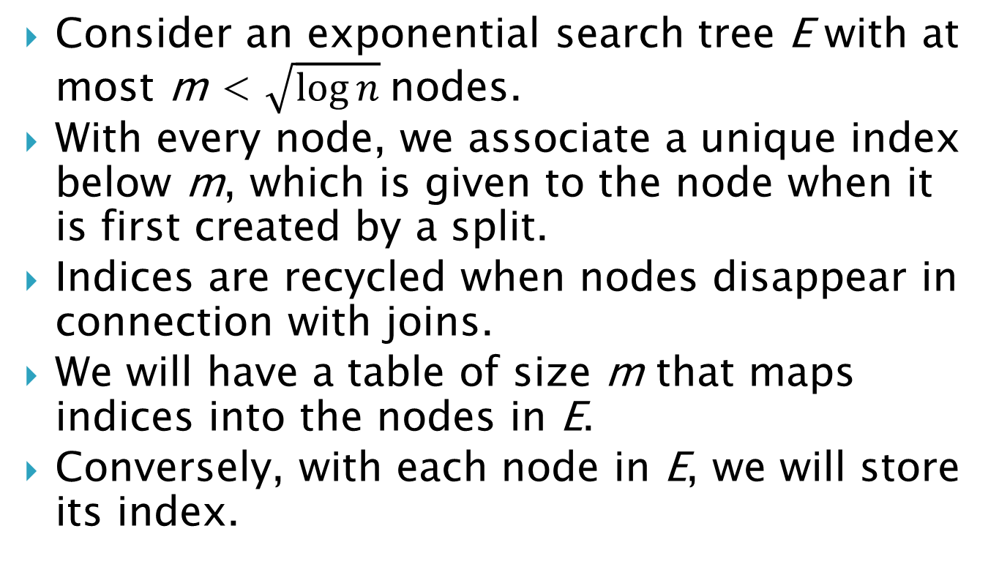 Consider an exponential search tree E with at
most m < √log n nodes.
With every node, we associate a unique index
below m, which is given to the node when it
is first created by a split.
Indices are recycled when nodes disappear in
connection with joins.
We will have a table of size m that maps
indices into the nodes in E.
Conversely, with each node in E, we will store
its index.